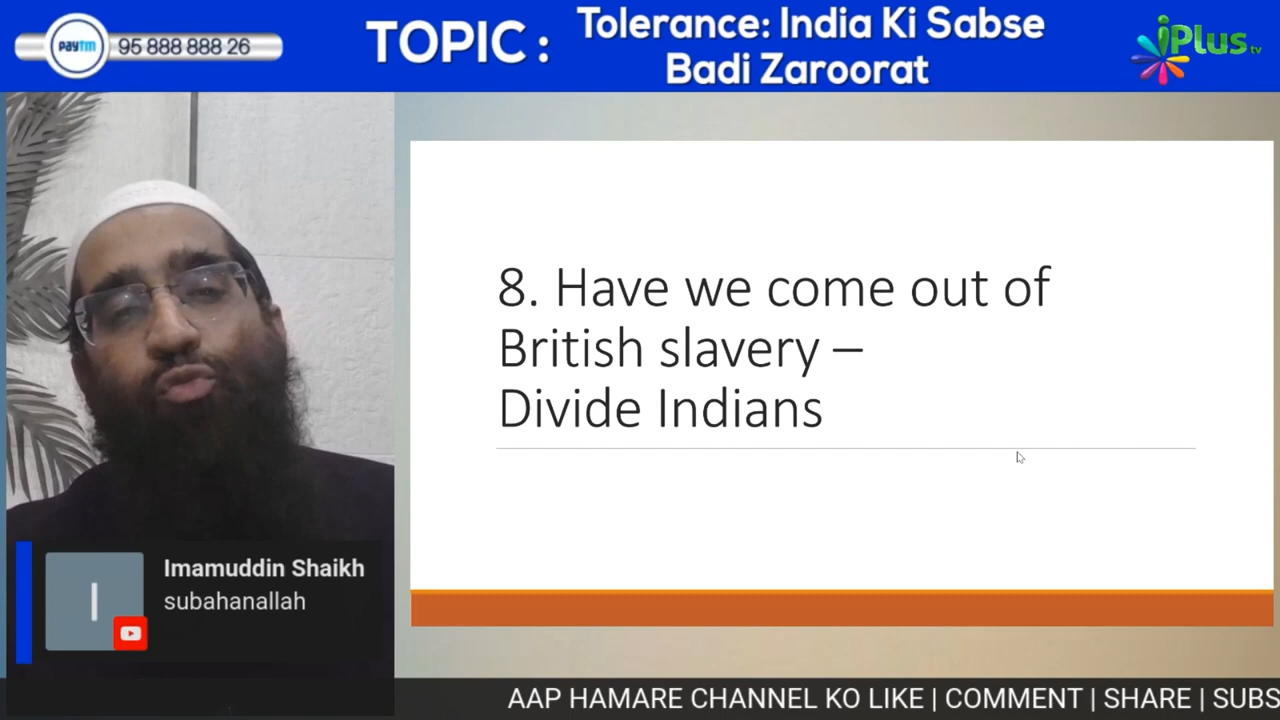 paytm 95 888 888 26
TOPIC :
Tolerance: India Ki Sabse
Badi Zaroorat
iPlus tv
8. Have we come out of
British slavery –
Divide Indians
I
Imamuddin Shaikh
subahanallah
AAP HAMARE CHANNEL KO LIKE | COMMENT | SHARE | SUBS